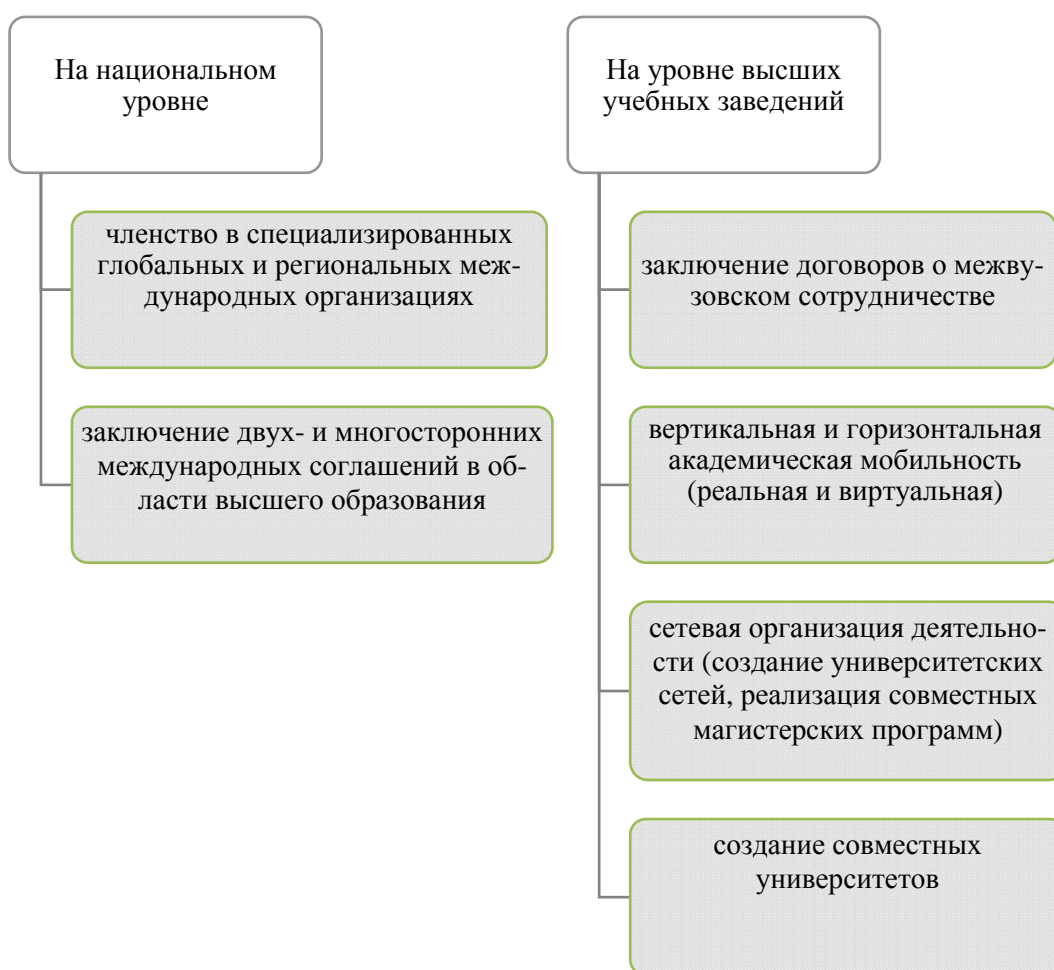 На национальном
уровне
членство в специализированных
глобальных и региональных меж-
дународных организациях
заключение двух- и многосторонних
международных соглашений в об-
ласти высшего образования
На уровне высших
учебных заведений
заключение договоров о межву-
зовском сотрудничестве
вертикальная и горизонтальная
академическая мобильность
(реальная и виртуальная)
сетевая организация деятельно-
сти (создание университетских
сетей, реализация совместных
магистерских программ)
создание совместных
университетов